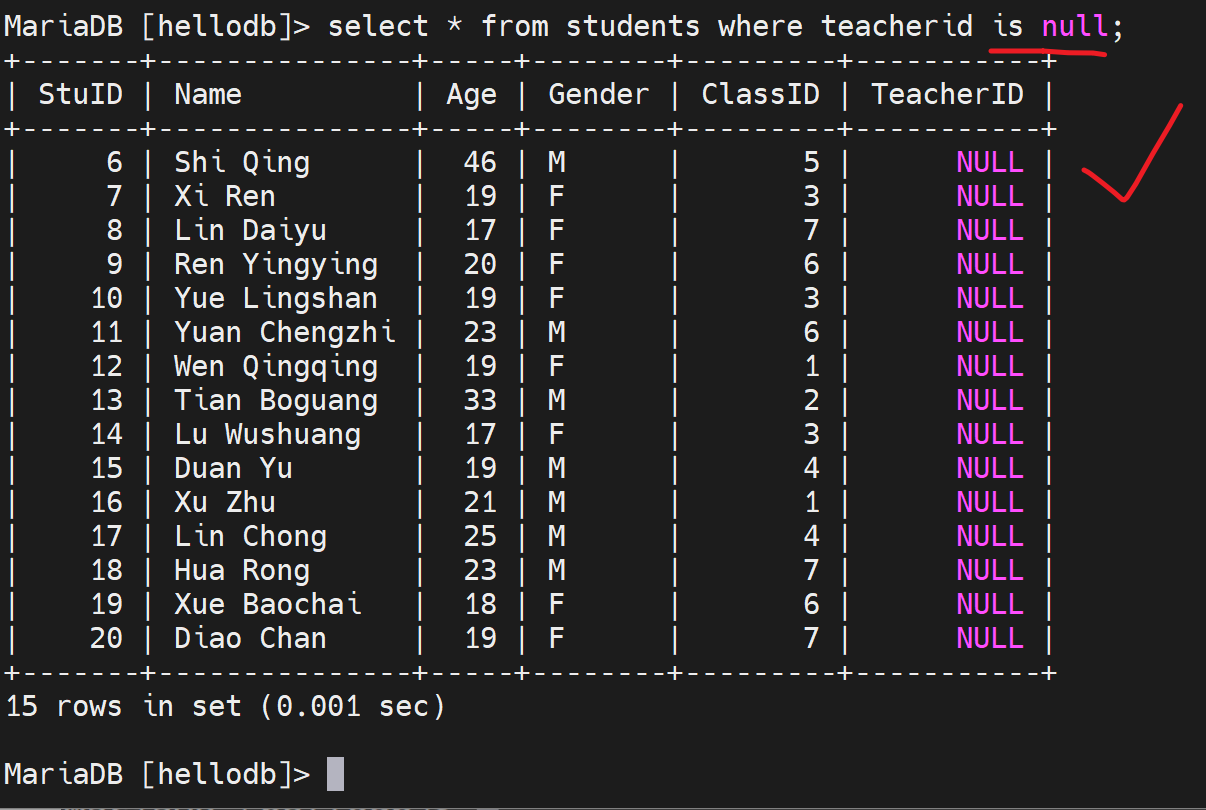 MariaDB [hellodb]> select * from students where teacherid is null;
+-------+---------------+-----+--------+---------+-----------+
| StuID | Name          | Age | Gender | ClassID | TeacherID |
+-------+---------------+-----+--------+---------+-----------+
|     6 | Shi Qing      |  46 | M      |       5 |      NULL |
|     7 | Xi Ren        |  19 | F      |       3 |      NULL |
|     8 | Lin Daiyu     |  17 | F      |       7 |      NULL |
|     9 | Ren Yingying  |  20 | F      |       6 |      NULL |
|    10 | Yue Lingshan  |  19 | F      |       3 |      NULL |
|    11 | Yuan Chengzhi |  23 | M      |       6 |      NULL |
|    12 | Wen Qingqing  |  19 | F      |       1 |      NULL |
|    13 | Tian Boguang  |  33 | M      |       2 |      NULL |
|    14 | Lu Wushuang   |  17 | F      |       3 |      NULL |
|    15 | Duan Yu       |  19 | M      |       4 |      NULL |
|    16 | Xu Zhu        |  21 | M      |       1 |      NULL |
|    17 | Lin Chong     |  25 | M      |       4 |      NULL |
|    18 | Hua Rong      |  23 | M      |       7 |      NULL |
|    19 | Xue Baochai   |  18 | F      |       6 |      NULL |
|    20 | Diao Chan     |  19 | F      |       7 |      NULL |
+-------+---------------+-----+--------+---------+-----------+
15 rows in set (0.001 sec)
MariaDB [hellodb]>